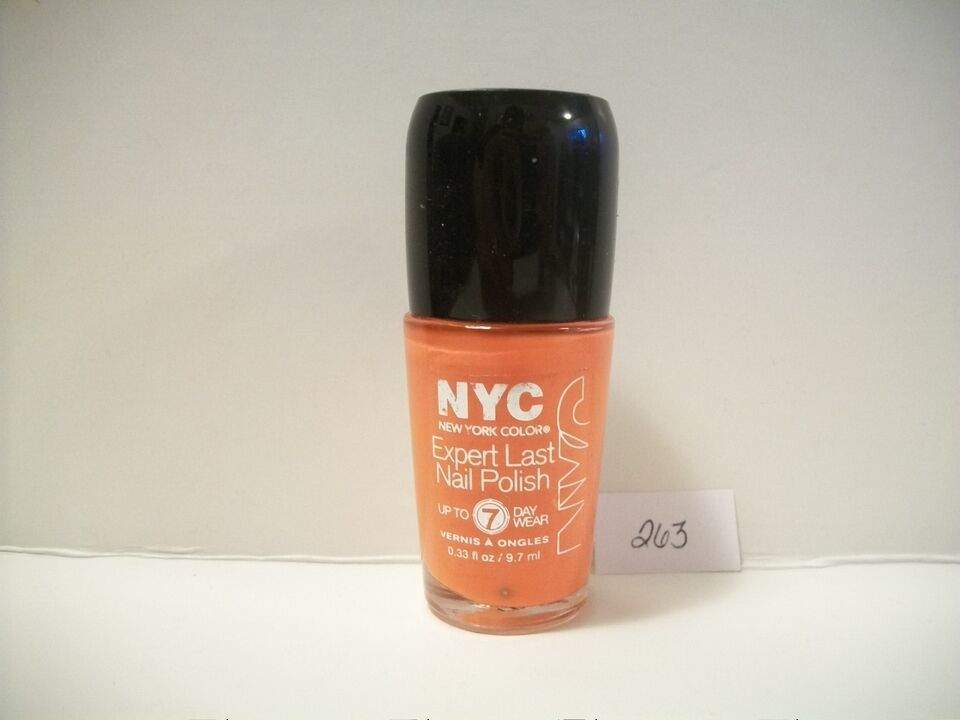 NYC
NEW YORK COLOR®
Expert Last
Nail Polish
UP TO 7 DAY WEAR
VERNIS À ONGLES
0.33 fl oz / 9.7 ml
NYC
263